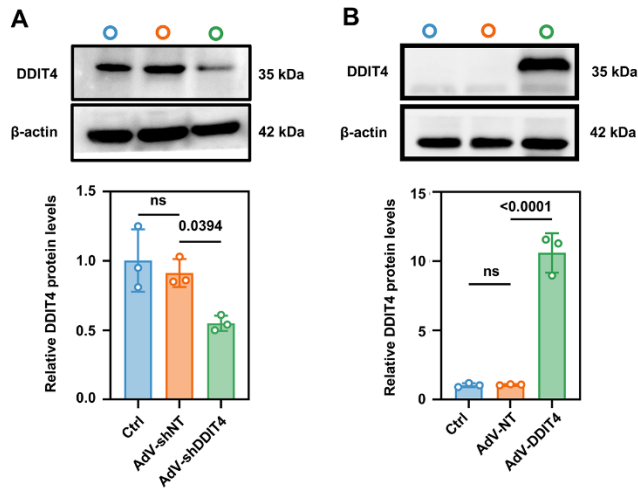 A
DDIT4
35 kDa
β-actin
42 kDa
Relative DDIT4 protein levels
1.5
1.0
0.5
0.0
ns
0.0394
Ctrl
AdV-shNT
AdV-shDDIT4
B
DDIT4
35 kDa
β-actin
42 kDa
Relative DDIT4 protein levels
15
10
5
0
ns
<0.0001
Ctrl
AdV-NT
AdV-DDIT4